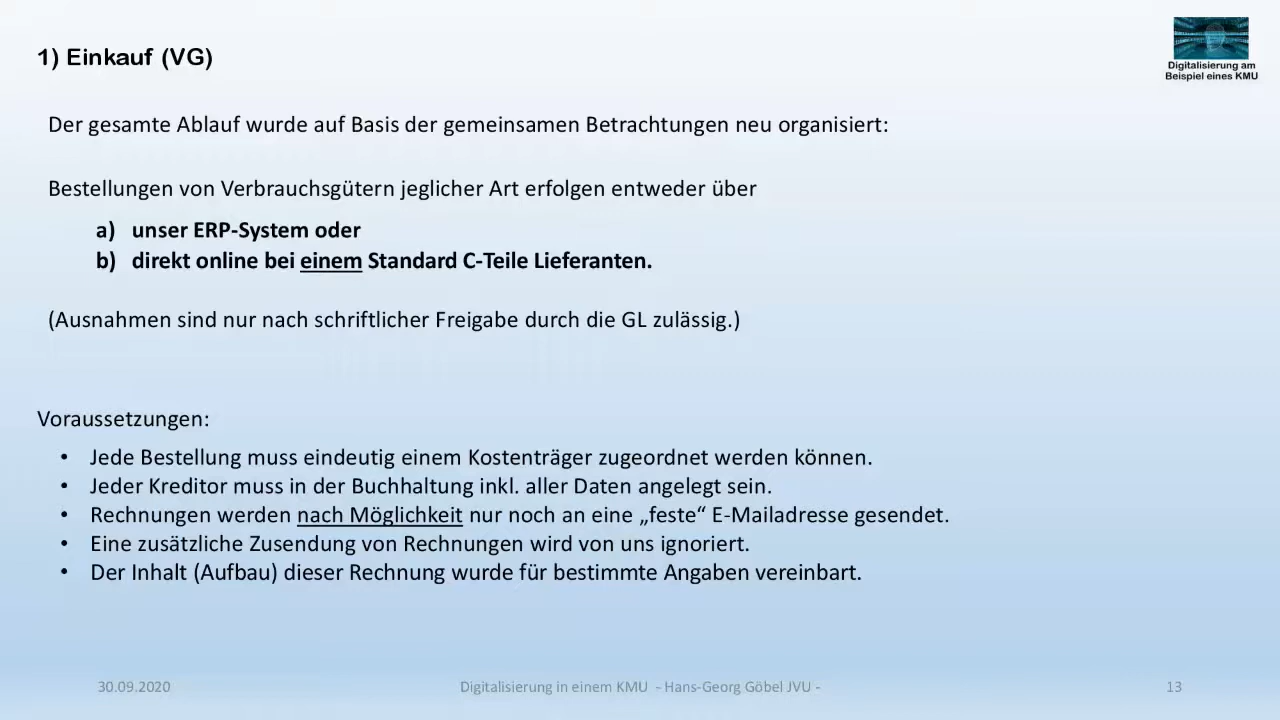 1) Einkauf (VG)
Digitalisierung am
Beispiel eines KMU
Der gesamte Ablauf wurde auf Basis der gemeinsamen Betrachtungen neu organisiert:
Bestellungen von Verbrauchsgütern jeglicher Art erfolgen entweder über
a) unser ERP-System oder
b) direkt online bei einem Standard C-Teile Lieferanten.
(Ausnahmen sind nur nach schriftlicher Freigabe durch die GL zulässig.)
Voraussetzungen:
• Jede Bestellung muss eindeutig einem Kostenträger zugeordnet werden können.
• Jeder Kreditor muss in der Buchhaltung inkl. aller Daten angelegt sein.
• Rechnungen werden nach Möglichkeit nur noch an eine „feste“ E-Mailadresse gesendet.
• Eine zusätzliche Zusendung von Rechnungen wird von uns ignoriert.
• Der Inhalt (Aufbau) dieser Rechnung wurde für bestimmte Angaben vereinbart.
30.09.2020 Digitalisierung in einem KMU - Hans-Georg Göbel JVU - 13